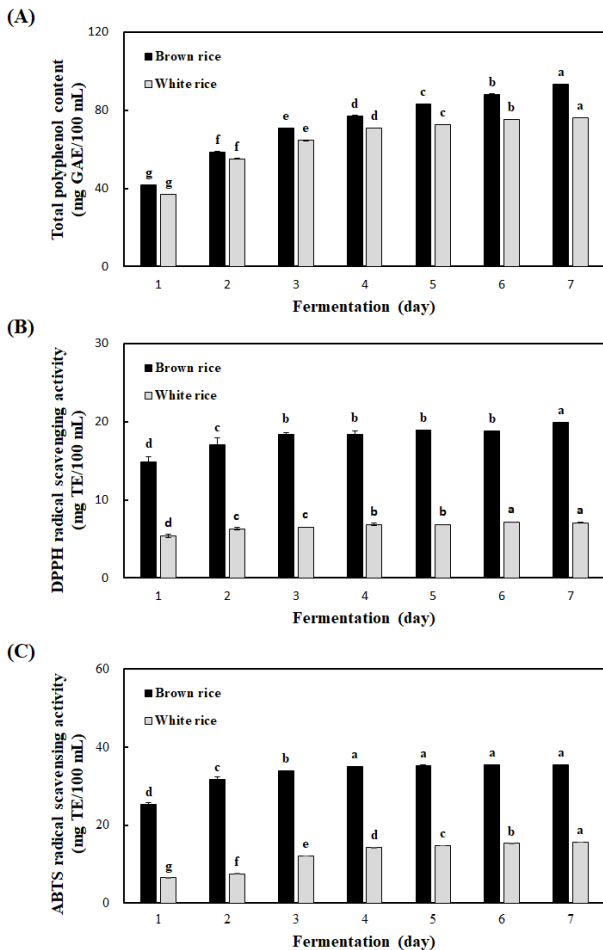 (A)
Total polyphenol content
(mg GAE/100 mL)
120
80
40
0
Brown rice
White rice
g g f f e e d d c c b b a a
1 2 3 4 5 6 7
Fermentation (day)
(B)
DPPH radical scavenging activity
(mg TE/100 mL)
30
20
10
0
Brown rice
White rice
d c b b b b a
d c c b b a a
1 2 3 4 5 6 7
Fermentation (day)
(C)
ABTS radical scavensing activity
(mg TE/100 mL)
60
40
20
0
Brown rice
White rice
d c b a a a a
g f e d c b a
1 2 3 4 5 6 7
Fermentation (day)